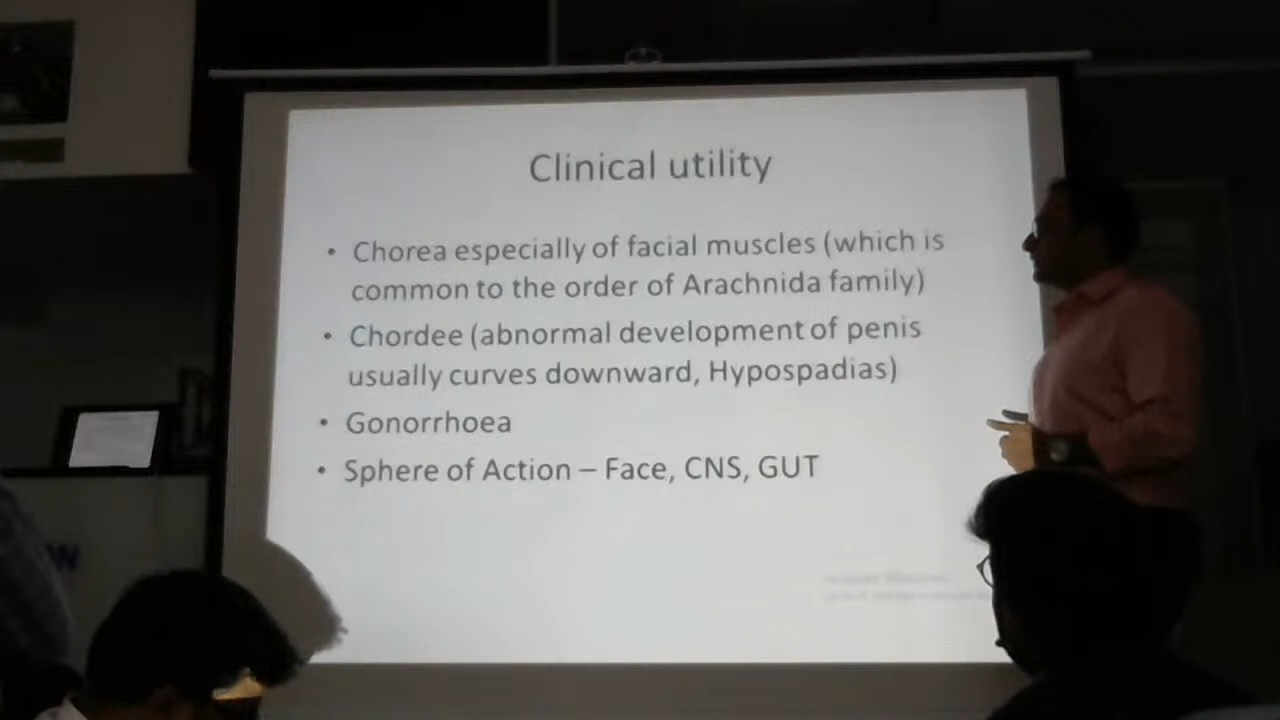 Clinical utility
• Chorea especially of facial muscles (which is
common to the order of Arachnida family)
• Chordee (abnormal development of penis
usually curves downward, Hypospadias)
• Gonorrhoea
• Sphere of Action – Face, CNS, GUT